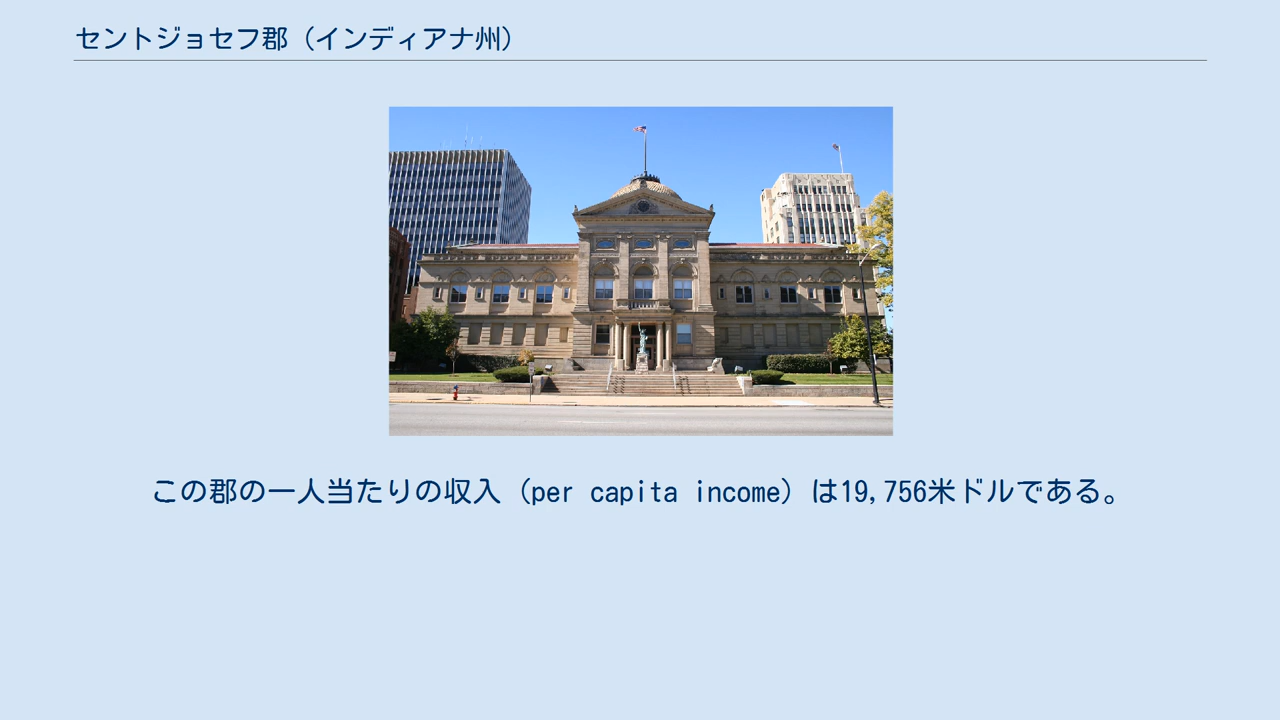 セントジョセフ郡（インディアナ州）
この郡の一人当たりの収入（per capita income）は19,756米ドルである。